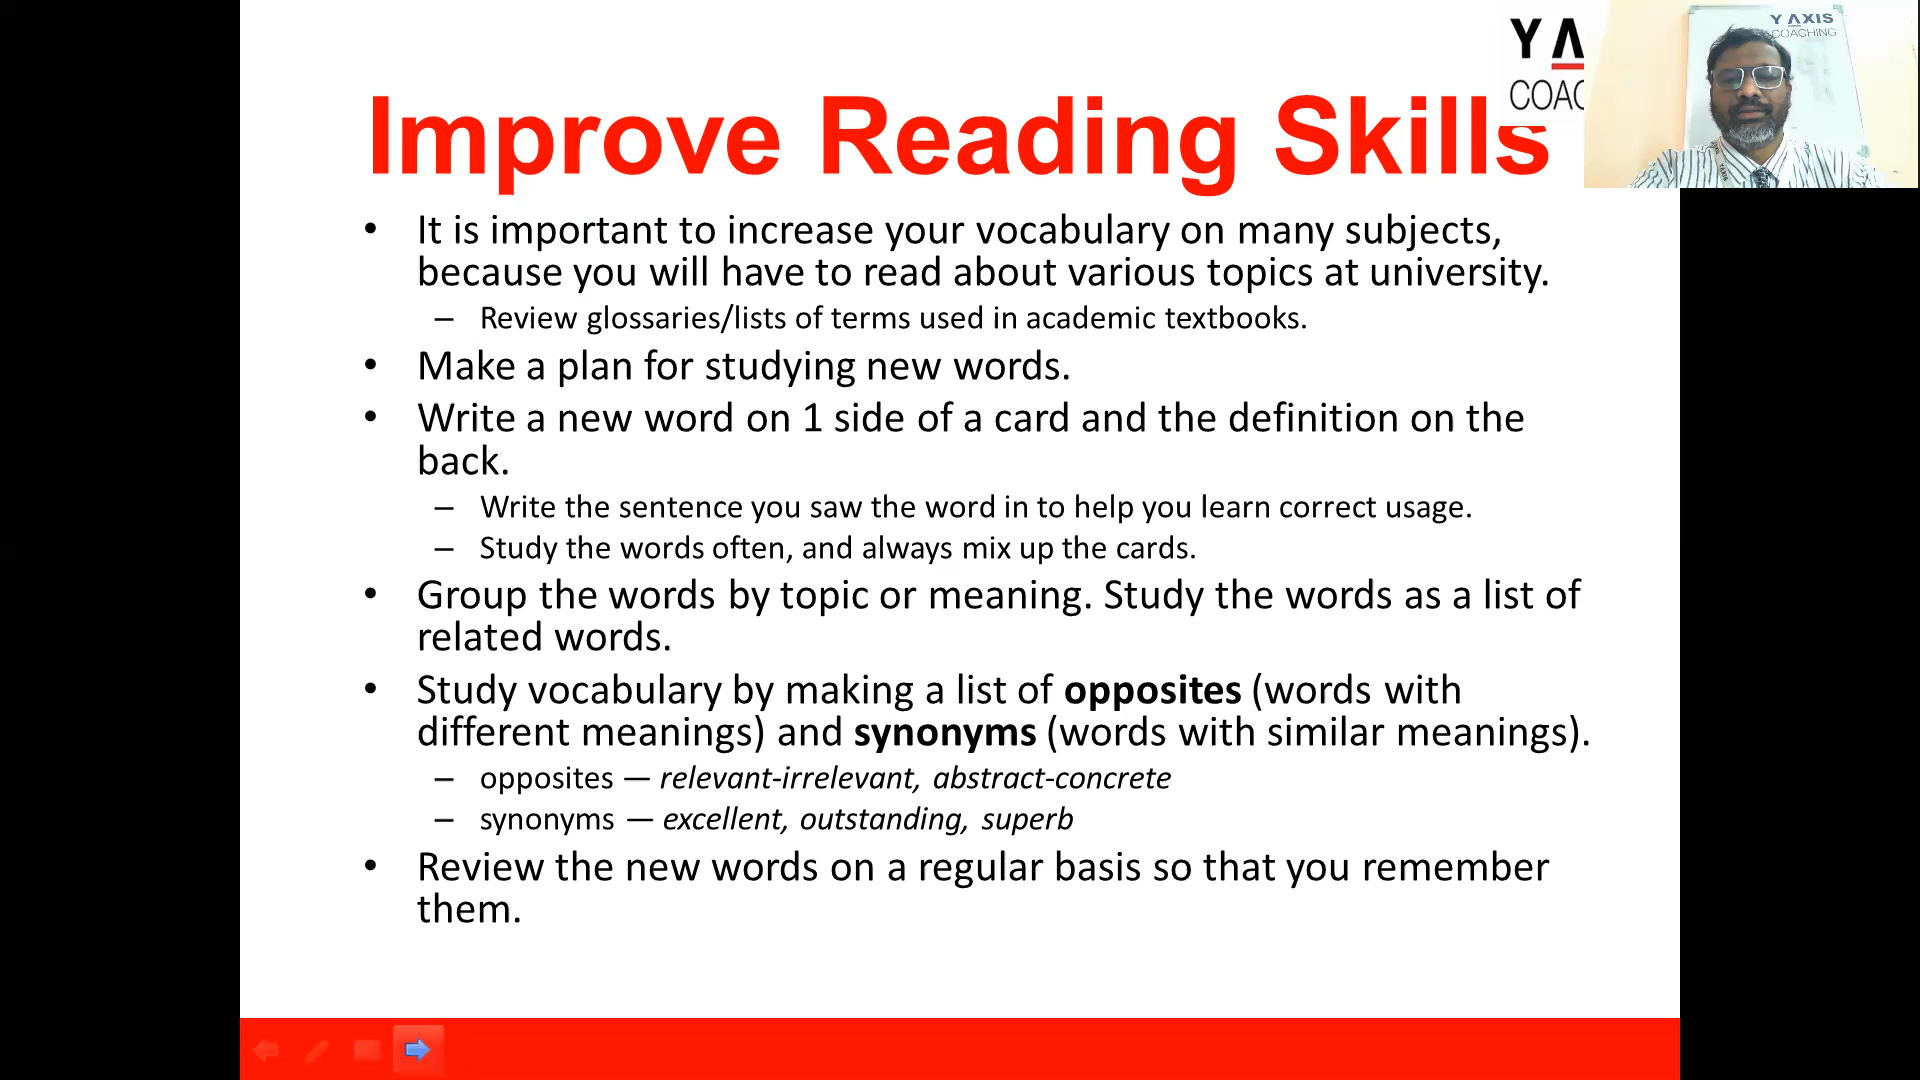 Y A
COAC
Y AXIS
COACHING
Improve Reading Skills
• It is important to increase your vocabulary on many subjects,
because you will have to read about various topics at university.
– Review glossaries/lists of terms used in academic textbooks.
• Make a plan for studying new words.
• Write a new word on 1 side of a card and the definition on the
back.
– Write the sentence you saw the word in to help you learn correct usage.
– Study the words often, and always mix up the cards.
• Group the words by topic or meaning. Study the words as a list of
related words.
• Study vocabulary by making a list of opposites (words with
different meanings) and synonyms (words with similar meanings).
– opposites — relevant-irrelevant, abstract-concrete
– synonyms — excellent, outstanding, superb
• Review the new words on a regular basis so that you remember
them.